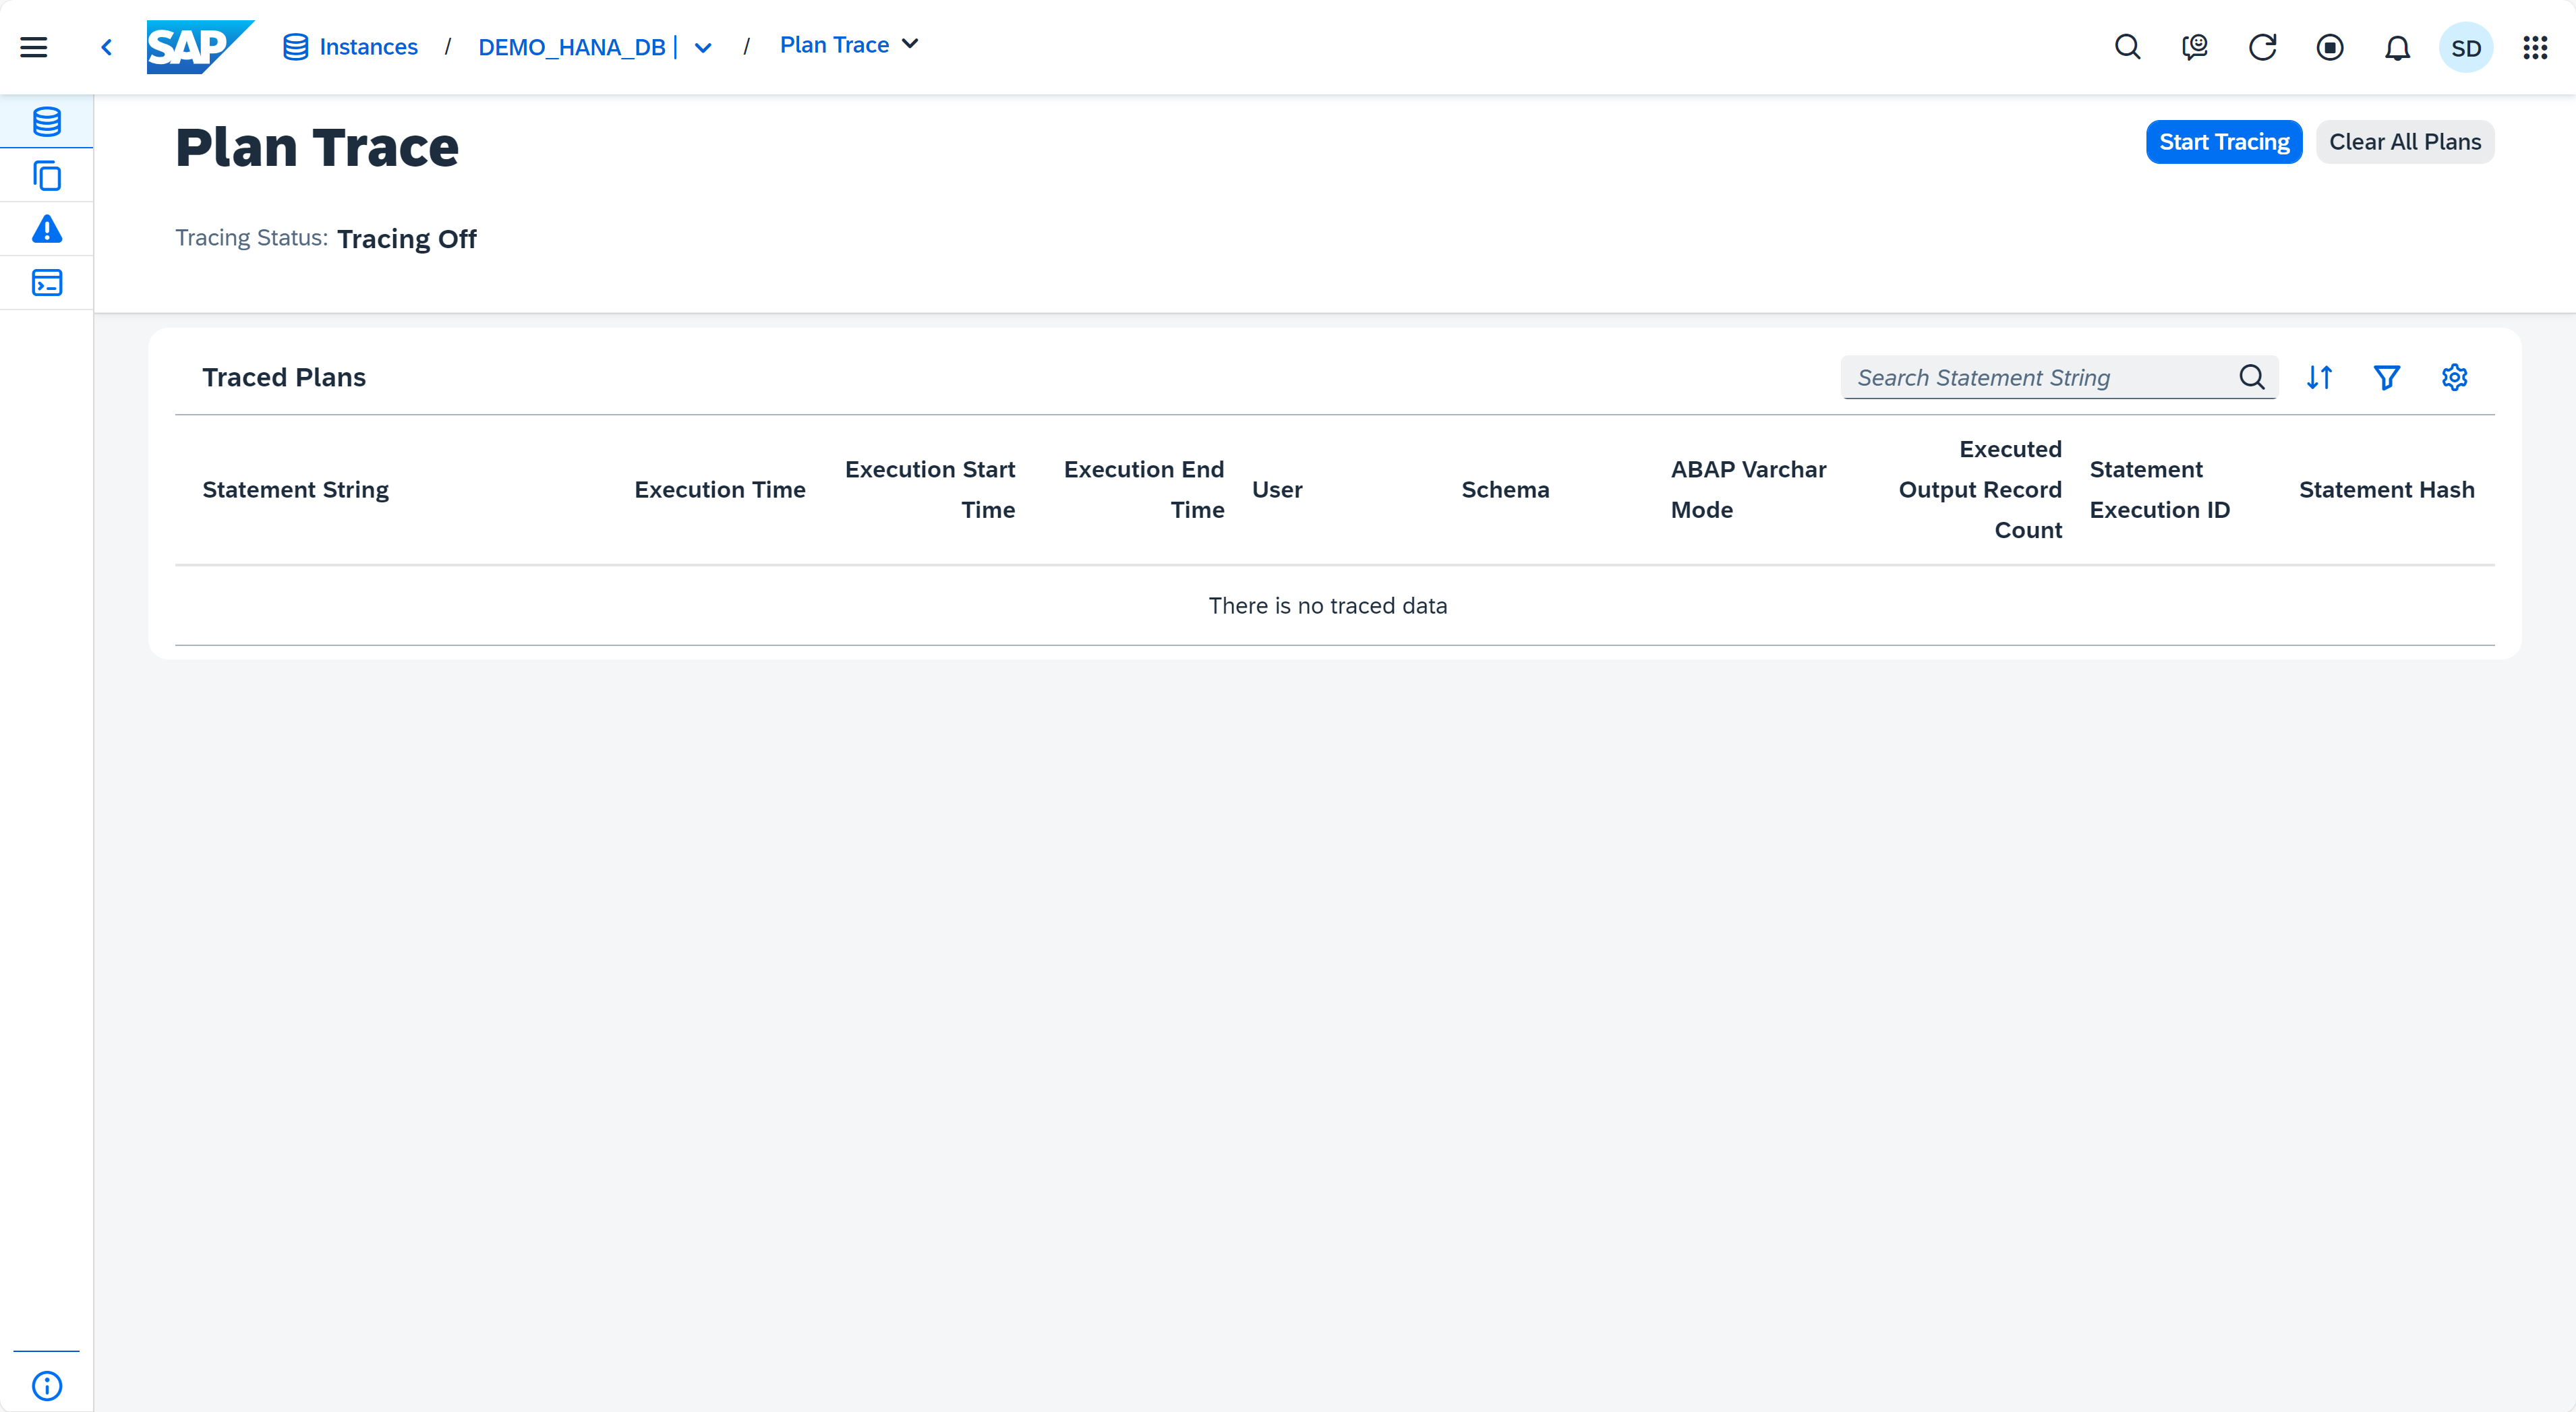 SAP Instances / DEMO_HANA_DB | / Plan Trace SD
Plan Trace
Start Tracing Clear All Plans
Tracing Status: Tracing Off
Traced Plans
Search Statement String
Statement String
Execution Time
Execution Start
Time
Execution End
Time
User
Schema
ABAP Varchar
Mode
Executed
Output Record
Count
Statement
Execution ID
Statement Hash
There is no traced data